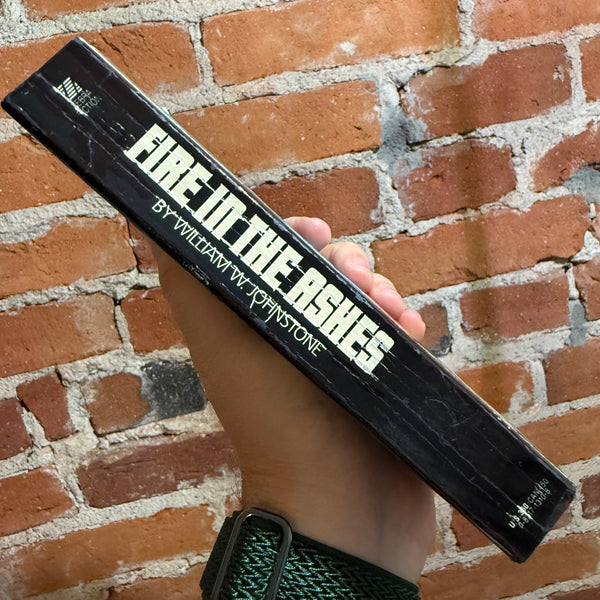 FIRE IN THE ASHES
BY WILLIAM W. JOHNSTONE